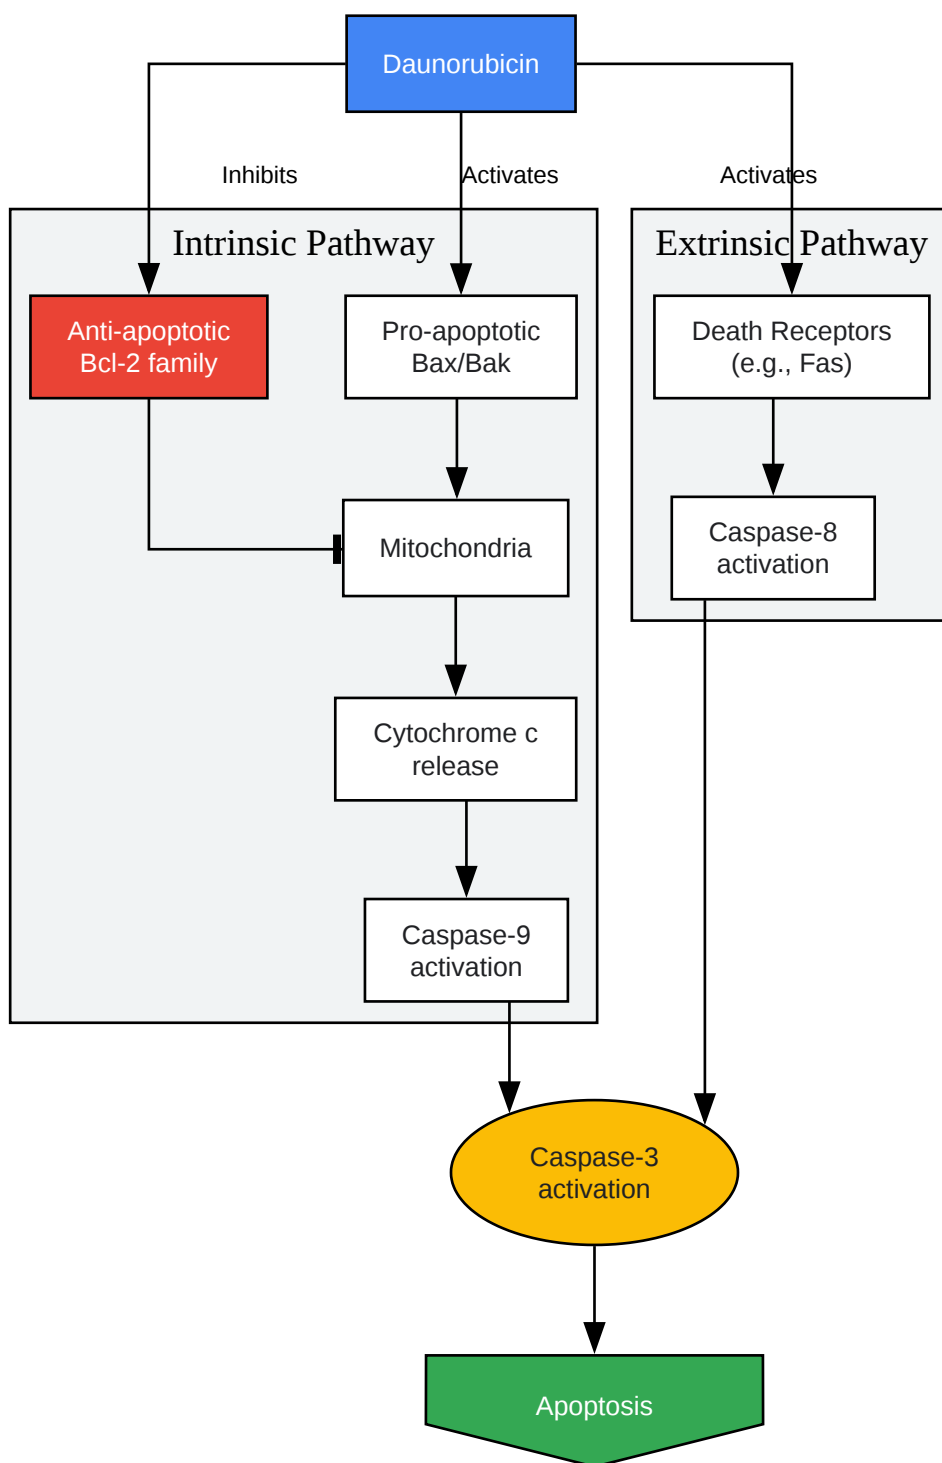 Daunorubicin
Inhibits
Activates
Activates
Intrinsic Pathway
Extrinsic Pathway
Anti-apoptotic
Bcl-2 family
Pro-apoptotic
Bax/Bak
Death Receptors
(e.g., Fas)
Mitochondria
Caspase-8
activation
Cytochrome c
release
Caspase-9
activation
Caspase-3
activation
Apoptosis